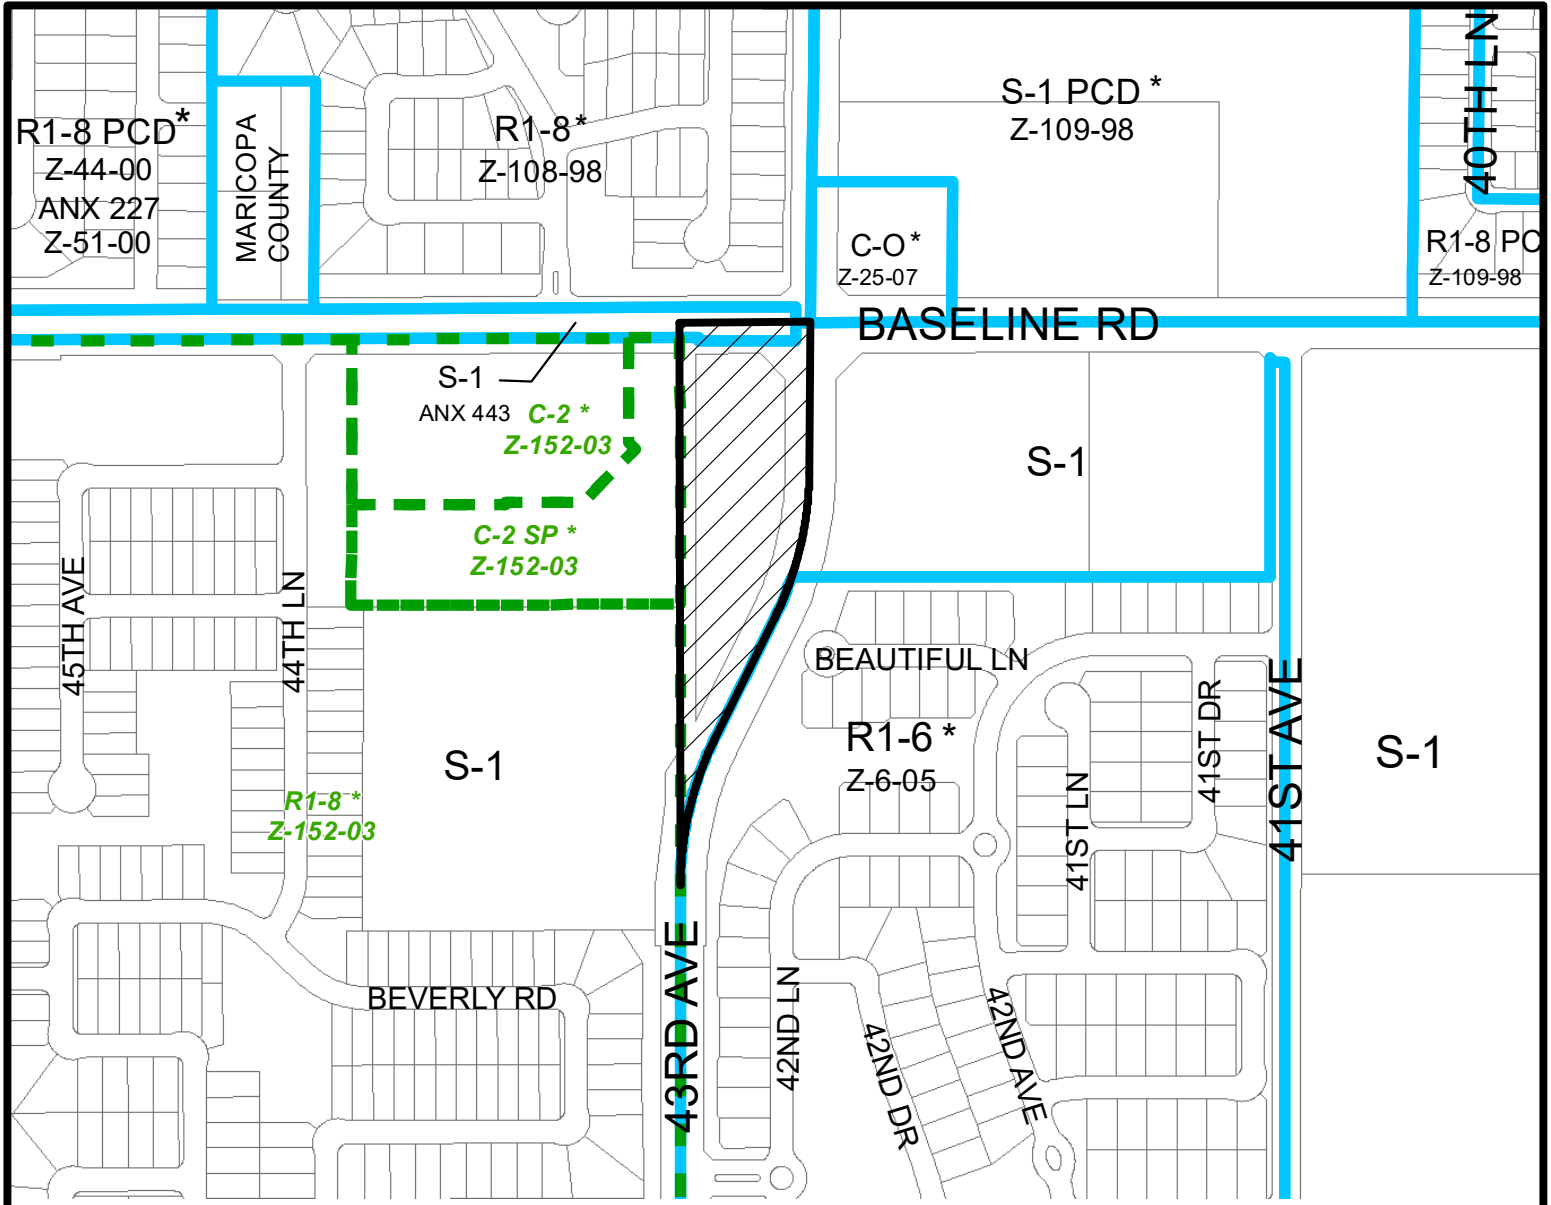 R1-8 PCD*
Z-44-00
ANX 227
Z-51-00
MARICOPA
COUNTY
R1-8*
Z-108-98
S-1 PCD *
Z-109-98
40TH LN
C-O*
Z-25-07
R1-8 PC
Z-109-98
BASELINE RD
S-1
ANX 443
C-2 *
Z-152-03
C-2 SP *
Z-152-03
S-1
45TH AVE
44TH LN
BEAUTIFUL LN
R1-6 *
Z-6-05
41ST DR
41ST LN
41ST AVE
S-1
S-1
R1-8 *
Z-152-03
BEVERLY RD
43RD AVE
42ND LN
42ND DR
42ND AVE